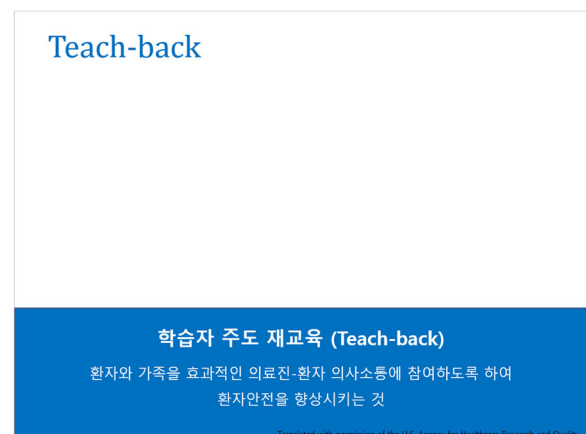 Teach-back
학습자 주도 재교육 (Teach-back)
환자와 가족을 효과적인 의료진-환자 의사소통에 참여하도록 하여
환자안전을 향상시키는 것
Translated with permission of the U.S. Agency for Healthcare Research and Quality